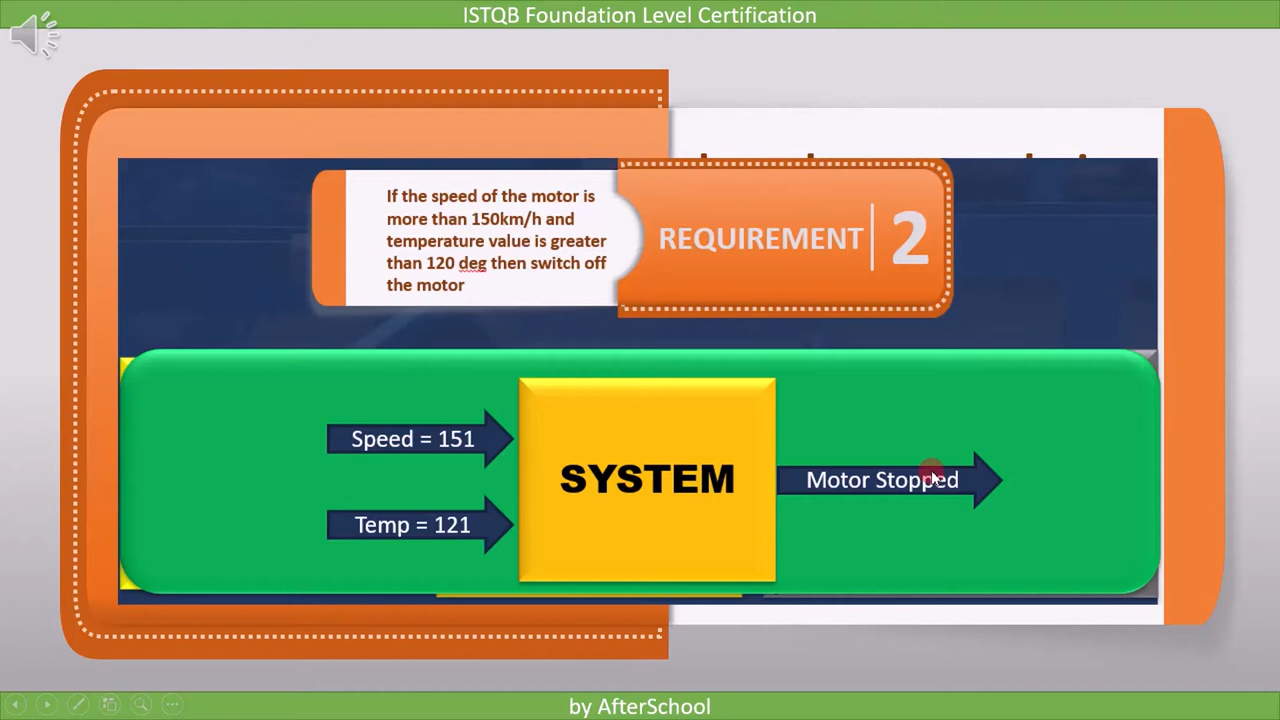 ISTQB Foundation Level Certification
If the speed of the motor is
more than 150km/h and
temperature value is greater
than 120 deg then switch off
the motor
REQUIREMENT 2
Speed = 151
Temp = 121
SYSTEM
Motor Stopped
by AfterSchool